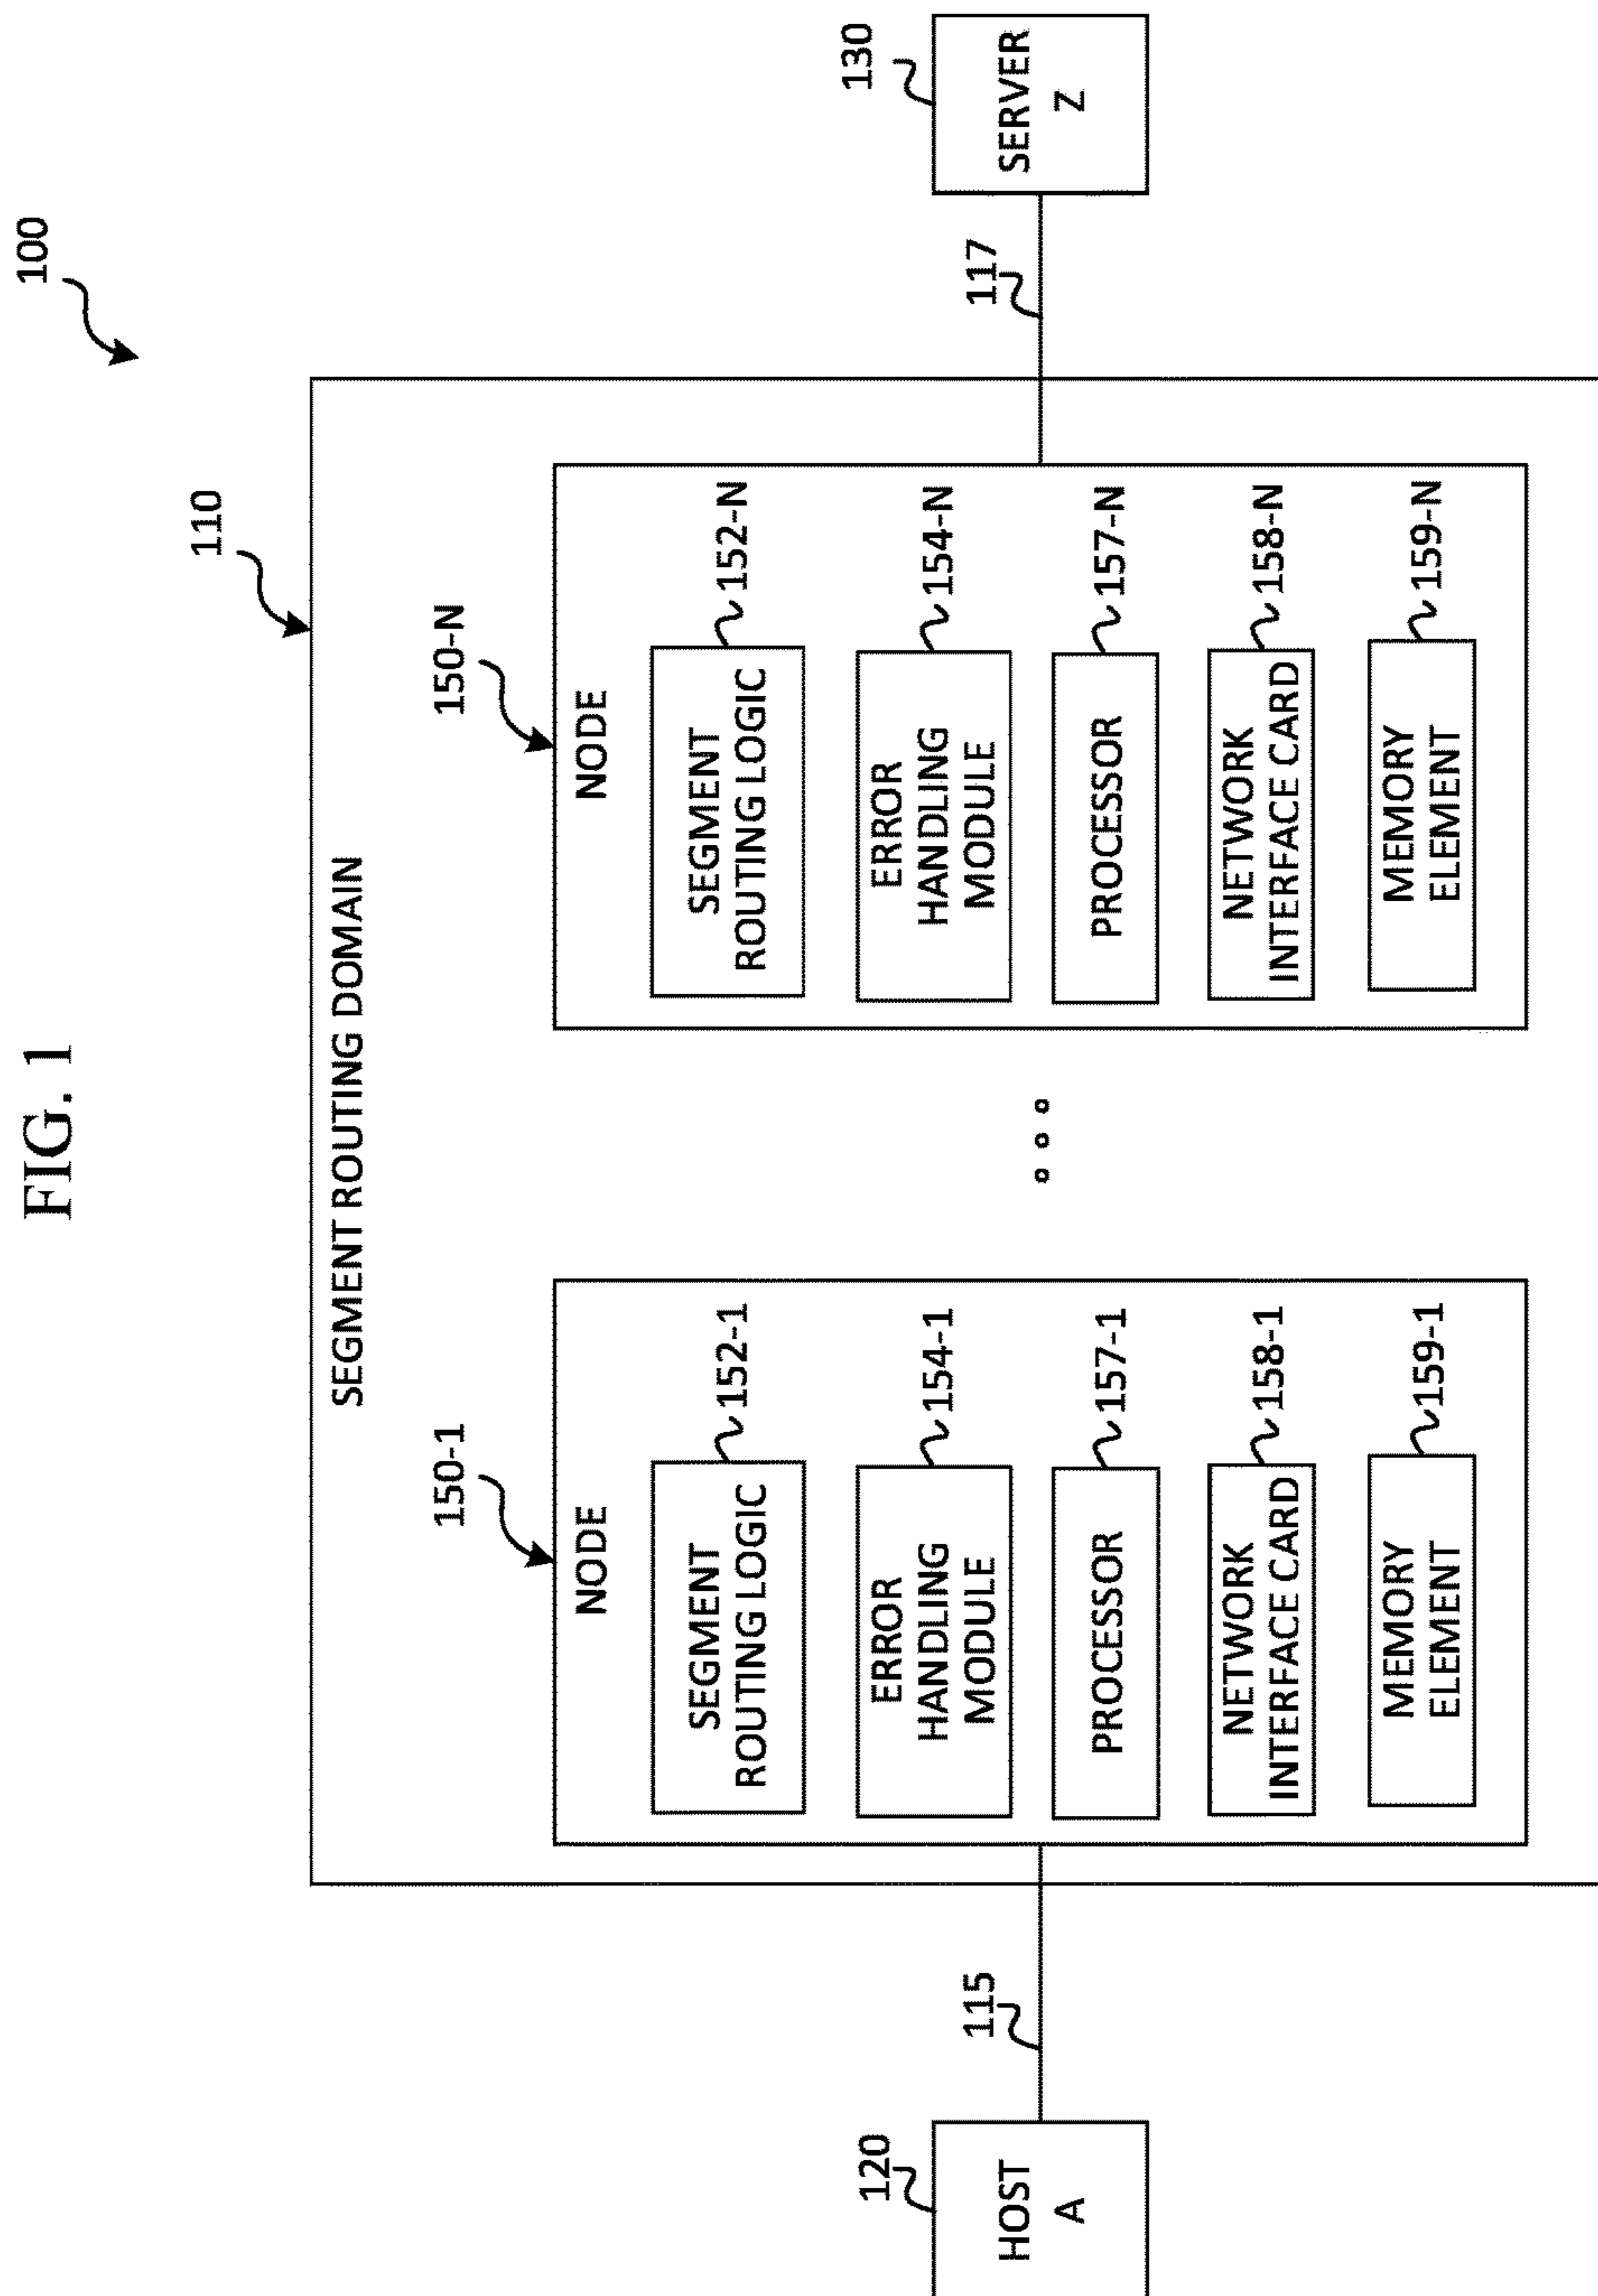 FIG. 1
100
110
SEGMENT ROUTING DOMAIN
150-1
NODE
SEGMENT
ROUTING LOGIC
152-1
ERROR
HANDLING
MODULE
154-1
PROCESSOR
157-1
NETWORK
INTERFACE CARD
158-1
MEMORY
ELEMENT
159-1
150-N
NODE
SEGMENT
ROUTING LOGIC
152-N
ERROR
HANDLING
MODULE
154-N
PROCESSOR
157-N
NETWORK
INTERFACE CARD
158-N
MEMORY
ELEMENT
159-N
120
HOST
A
115
117
130
SERVER
Z